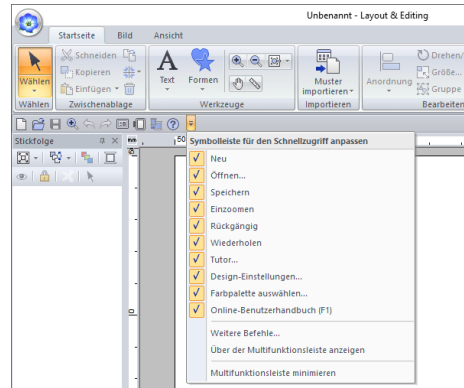 Unbenannt - Layout & Editing
Startseite Bild Ansicht
Wählen
Schneiden
Kopieren
Einfügen
Text
Formen
Muster
importieren
Anordnung
Drehen/
Größe...
Gruppe
Wählen Zwischenablage Werkzeuge Importieren Bearbeiten
Stickfolge
mm
50
Symbolleiste für den Schnellzugriff anpassen
Neu
Öffnen...
Speichern
Einzoomen
Rückgängig
Wiederholen
Tutor...
Design-Einstellungen...
Farbpalette auswählen...
Online-Benutzerhandbuch (F1)
Weitere Befehle...
Über der Multifunktionsleiste anzeigen
Multifunktionsleiste minimieren